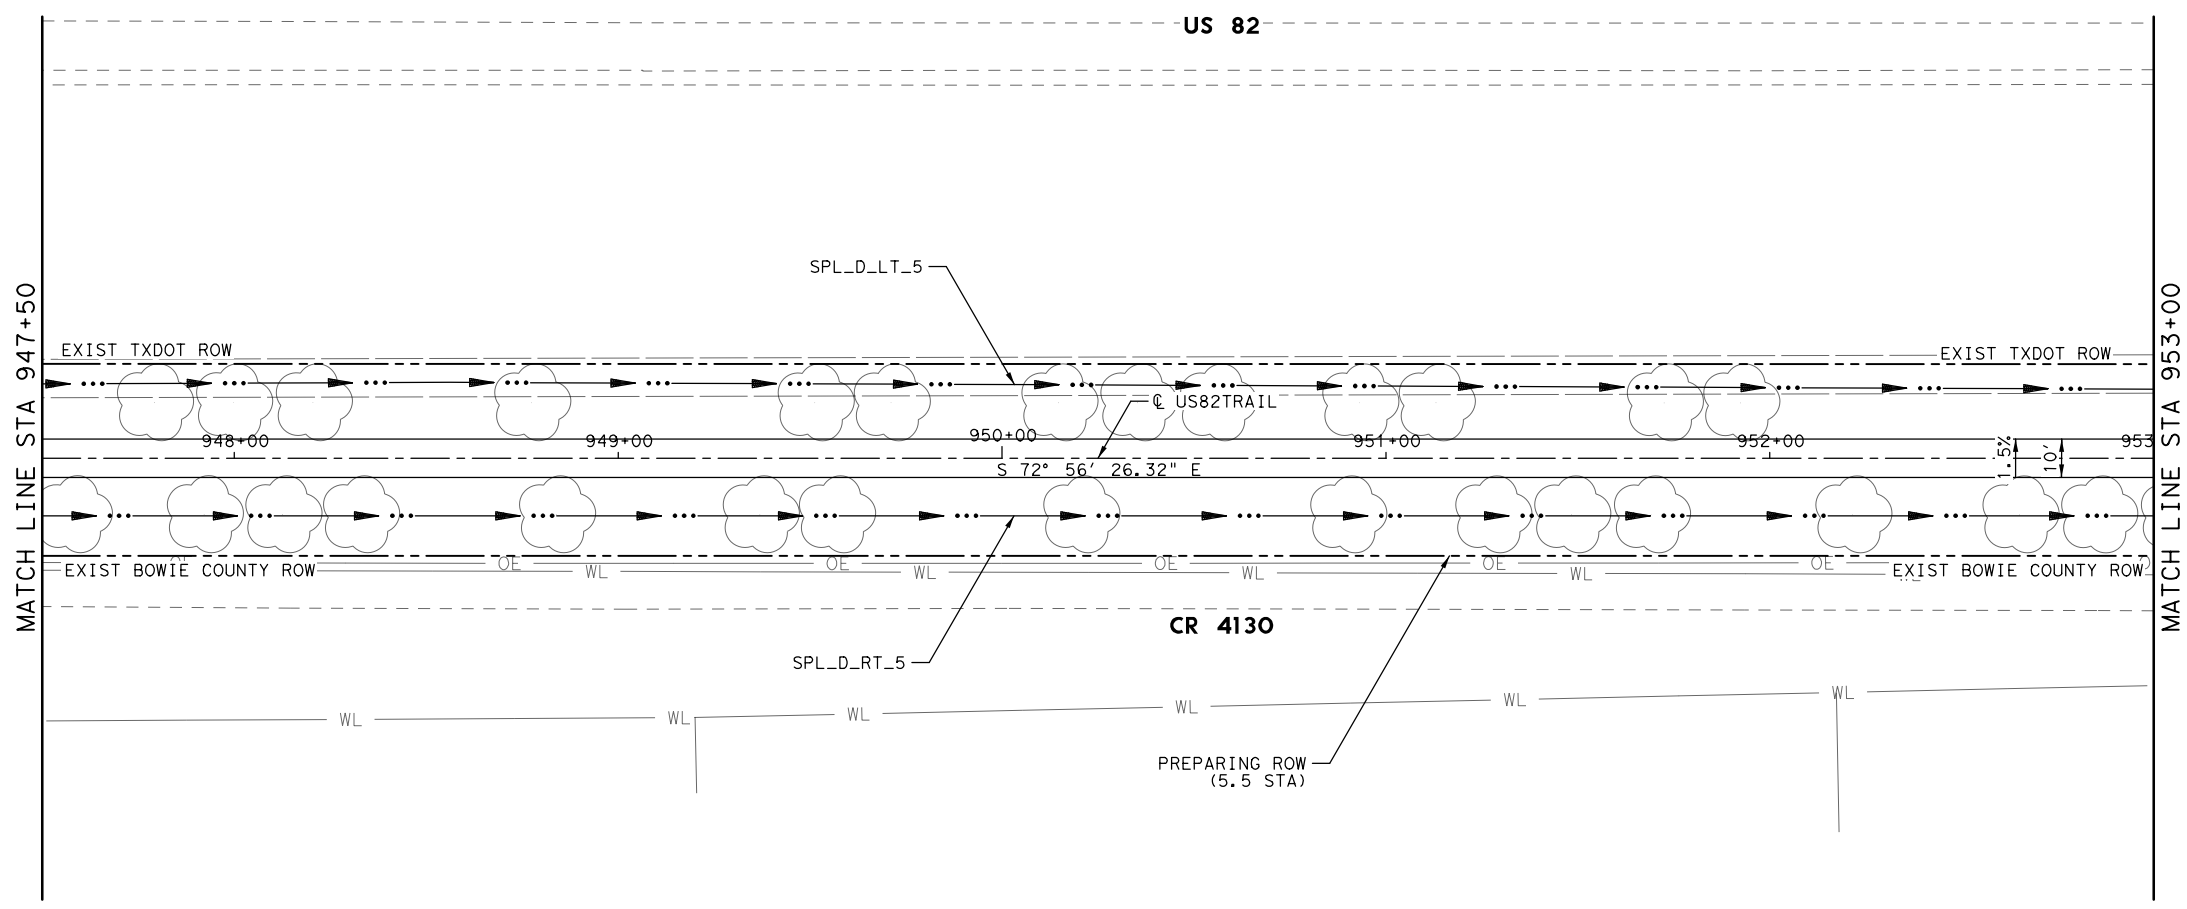 US 82
MATCH LINE STA 947+50
MATCH LINE STA 953+00
SPL_D_LT_5
EXIST TXDOT ROW
EXIST TXDOT ROW
℄ US82TRAIL
948+00
949+00
950+00
951+00
952+00
953
1.5%
10'
S 72° 56' 26.32" E
OE
OE
OE
OE
OE
OE
WL
WL
WL
WL
WL
EXIST BOWIE COUNTY ROW
EXIST BOWIE COUNTY ROW
CR 4130
SPL_D_RT_5
WL
WL
WL
WL
WL
WL
PREPARING ROW
(5.5 STA)